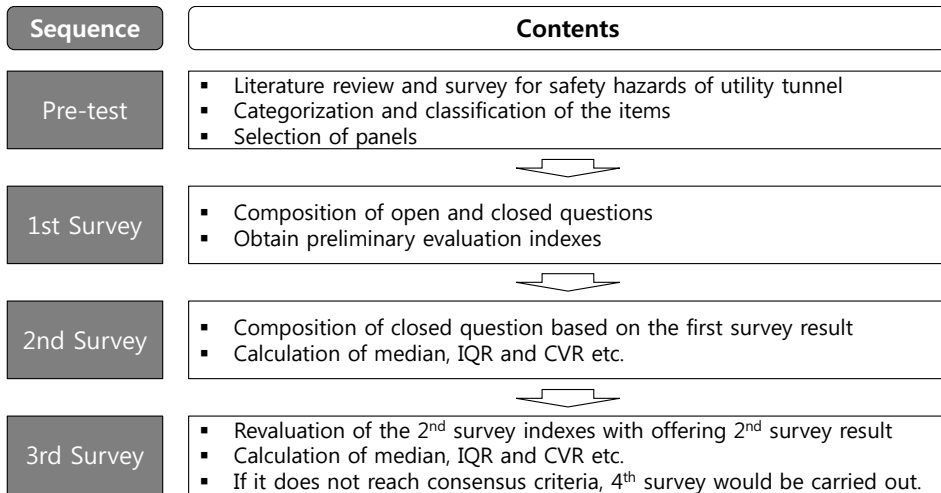 Sequence
Contents
Pre-test
▪ Literature review and survey for safety hazards of utility tunnel
▪ Categorization and classification of the items
▪ Selection of panels
1st Survey
▪ Composition of open and closed questions
▪ Obtain preliminary evaluation indexes
2nd Survey
▪ Composition of closed question based on the first survey result
▪ Calculation of median, IQR and CVR etc.
3rd Survey
▪ Revaluation of the 2nd survey indexes with offering 2nd survey result
▪ Calculation of median, IQR and CVR etc.
▪ If it does not reach consensus criteria, 4th survey would be carried out.